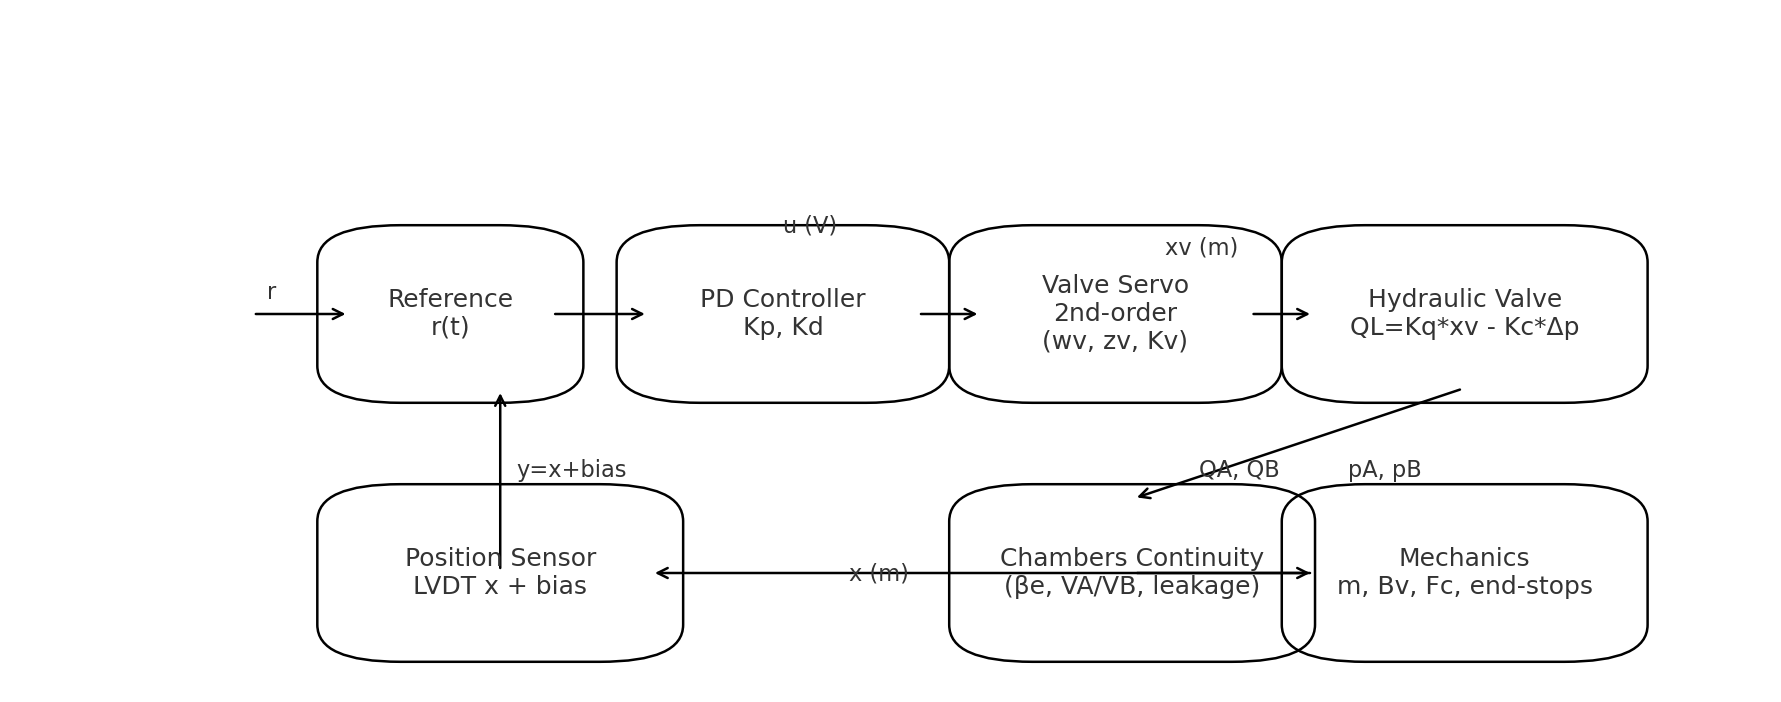 u (V)
xv (m)
r
Reference
r(t)
PD Controller
Kp, Kd
Valve Servo
2nd-order
(wv, zv, Kv)
Hydraulic Valve
QL=Kq*xv - Kc*Δp
y=x+bias
QA, QB
pA, pB
Position Sensor
LVDT x + bias
x (m)
Chambers Continuity
(βe, VA/VB, leakage)
Mechanics
m, Bv, Fc, end-stops